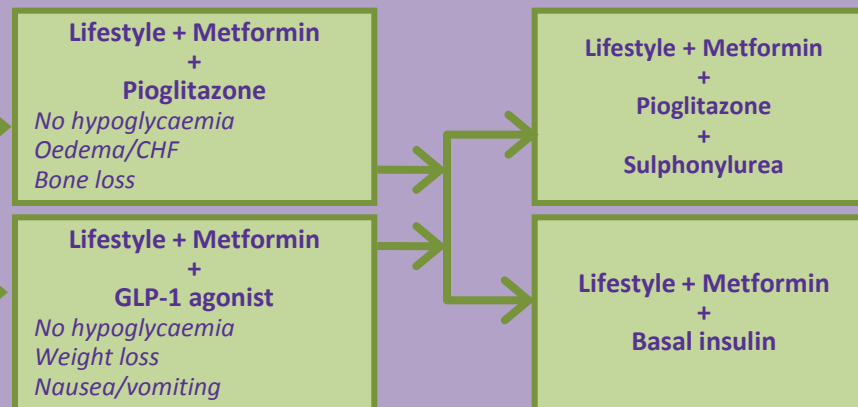 Lifestyle + Metformin
+
Pioglitazone
No hypoglycaemia
Oedema/CHF
Bone loss
Lifestyle + Metformin
+
GLP-1 agonist
No hypoglycaemia
Weight loss
Nausea/vomiting
Lifestyle + Metformin
+
Pioglitazone
+
Sulphonylurea
Lifestyle + Metformin
+
Basal insulin